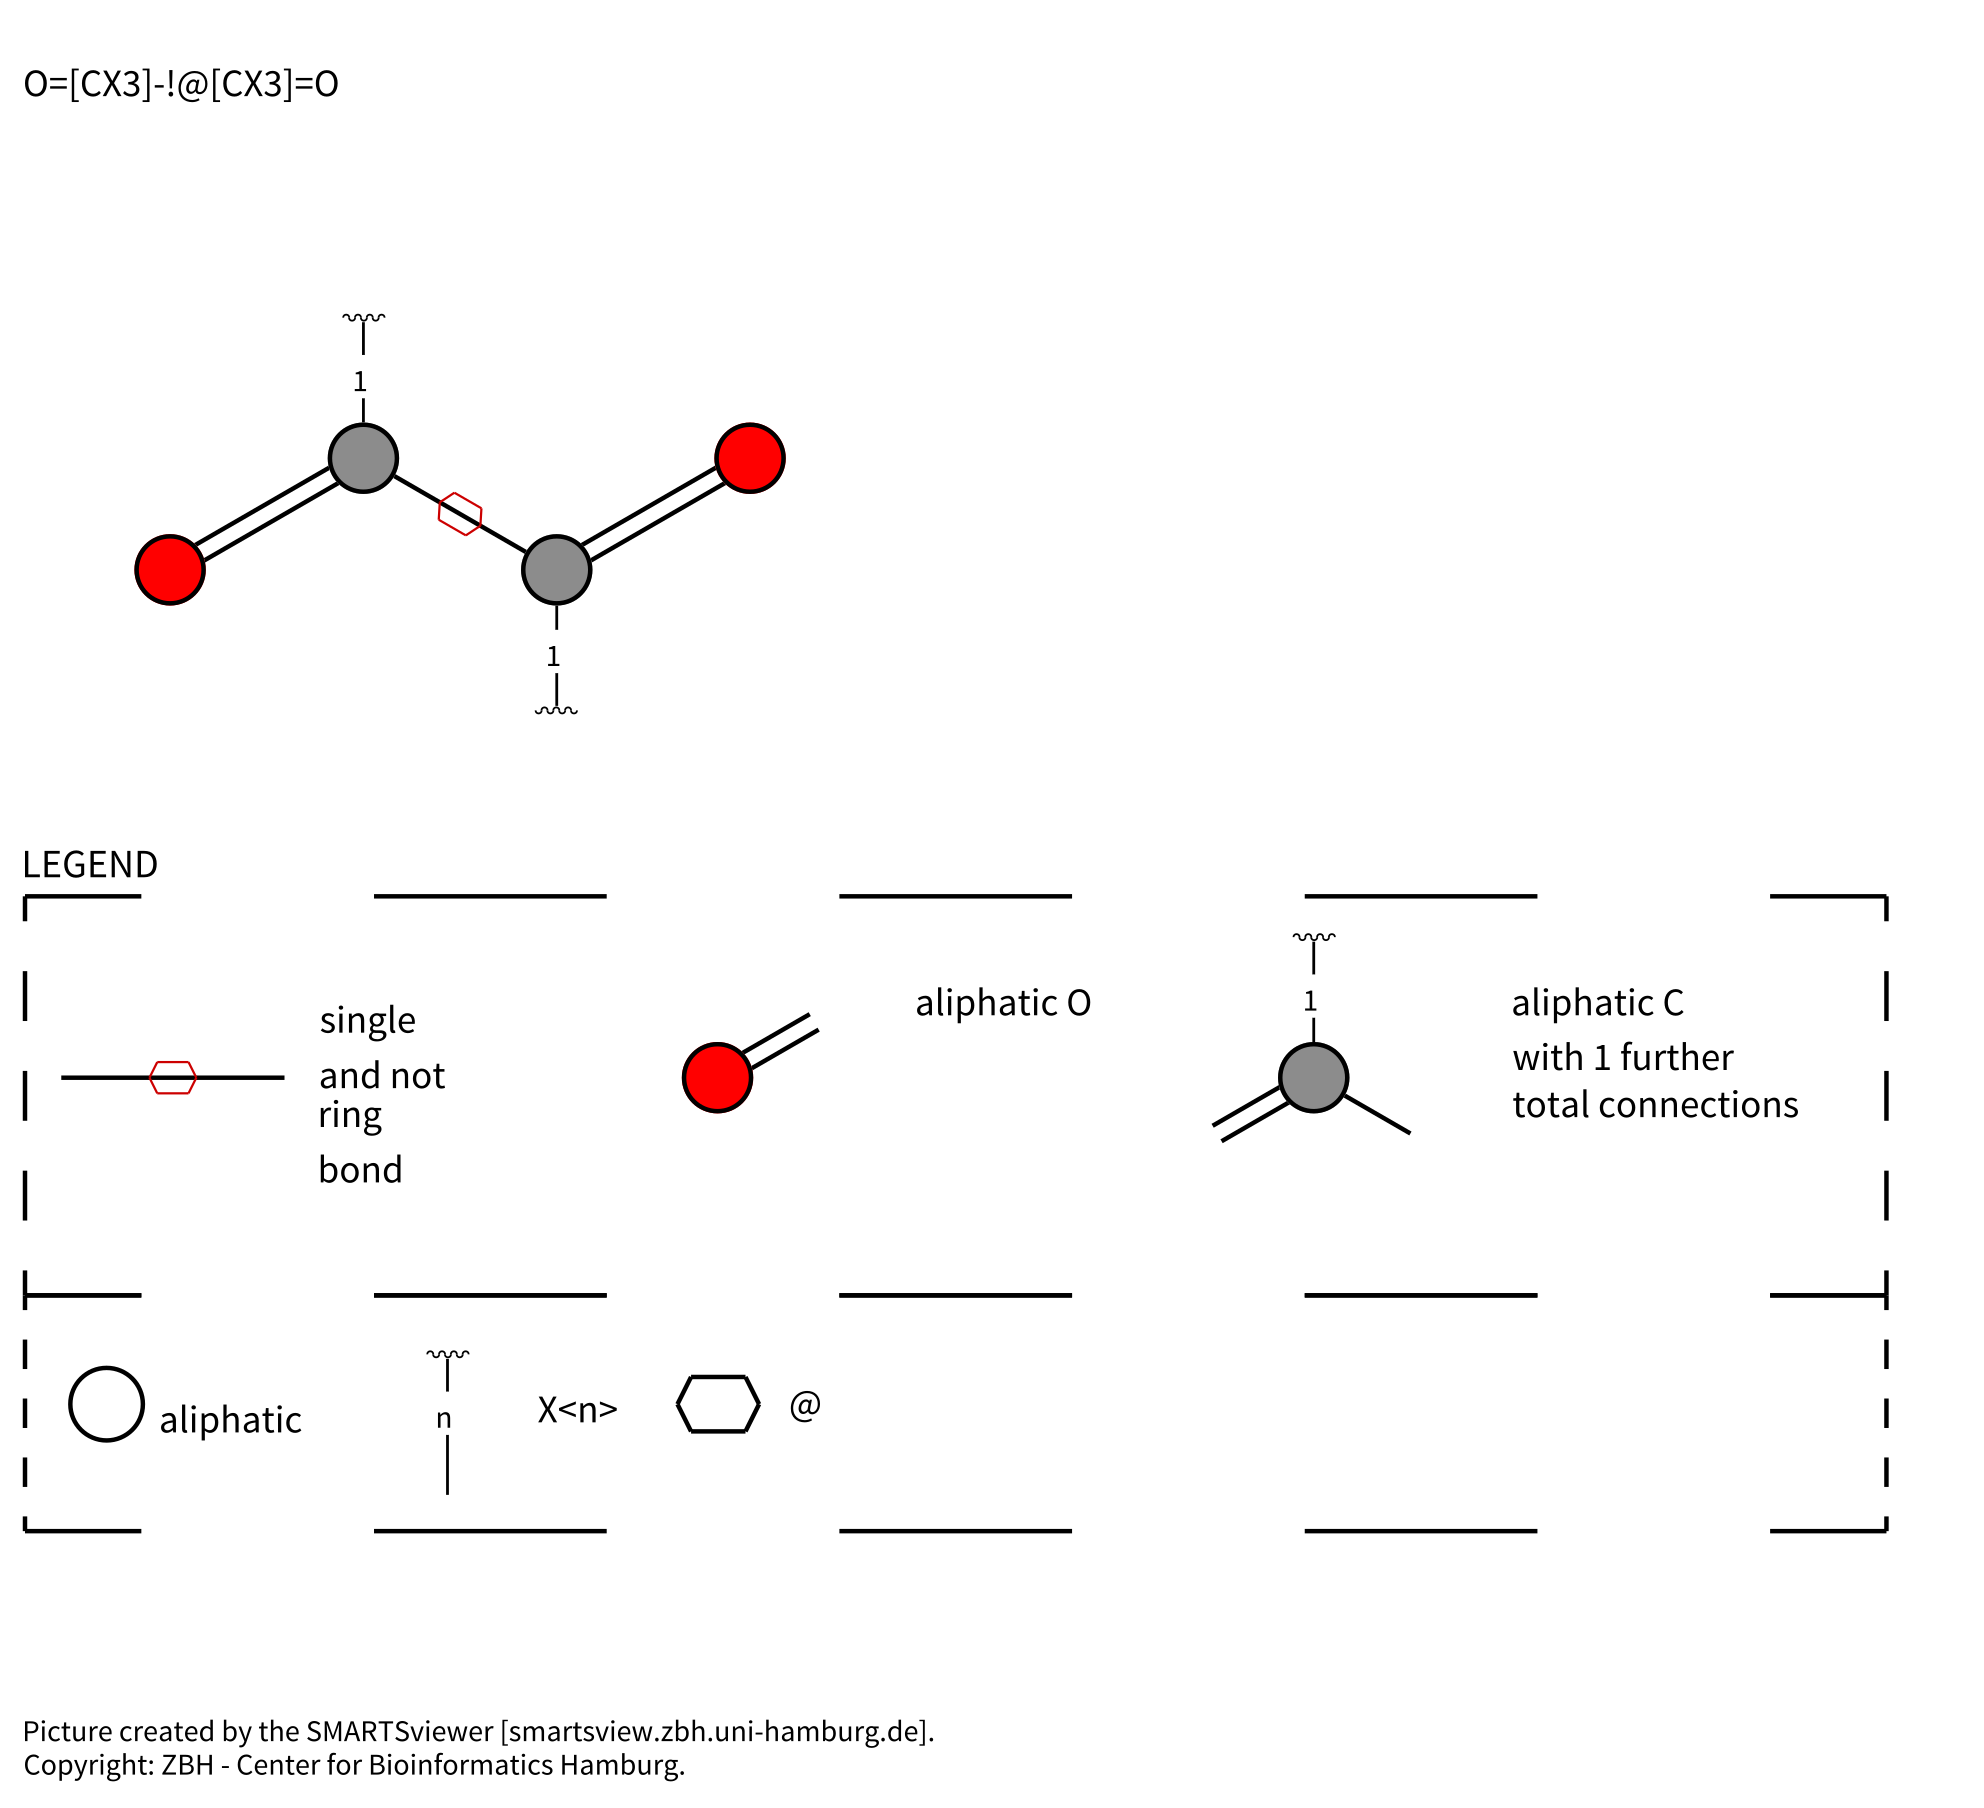 O=[CX3]-!@[CX3]=O
1
1
LEGEND
single
and not
ring
bond
aliphatic O
1
aliphatic C
with 1 further
total connections
aliphatic
n
X<n>
@
Picture created by the SMARTSviewer [smartsview.zbh.uni-hamburg.de].
Copyright: ZBH - Center for Bioinformatics Hamburg.